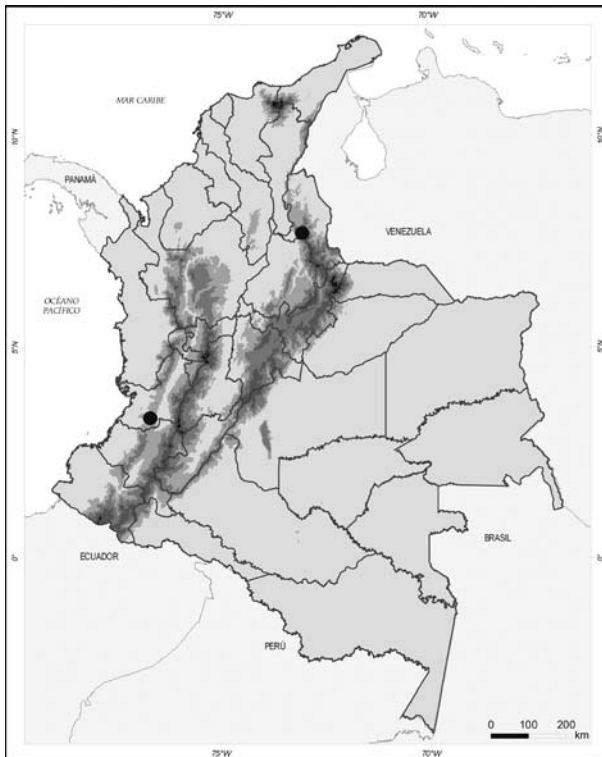 75°W
70°W
MAR CARIBE
10°N
10°N
PANAMÁ
VENEZUELA
OCÉANO
PACÍFICO
5°N
5°N
BRASIL
0°
0°
ECUADOR
PERÚ
0 100 200
km
75°W
70°W